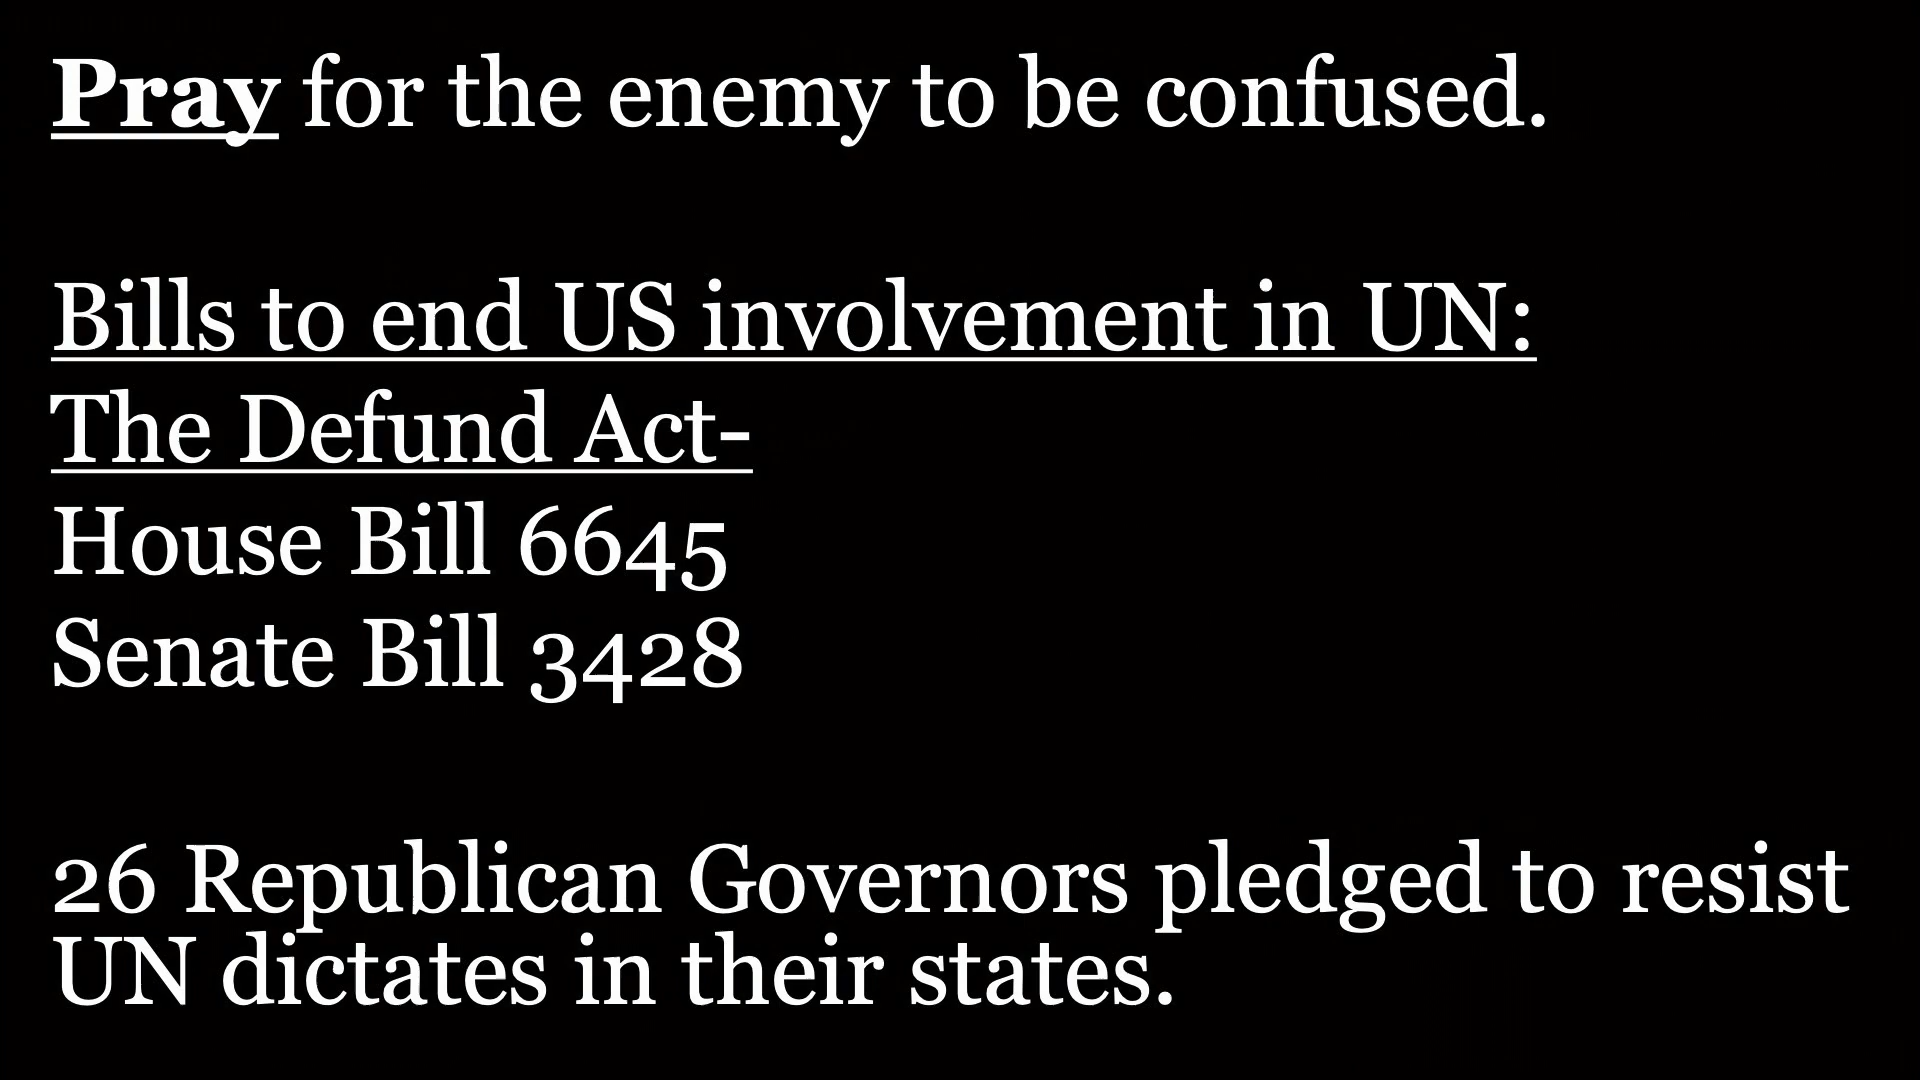 Pray for the enemy to be confused.
Bills to end US involvement in UN:
The Defund Act-
House Bill 6645
Senate Bill 3428
26 Republican Governors pledged to resist
UN dictates in their states.